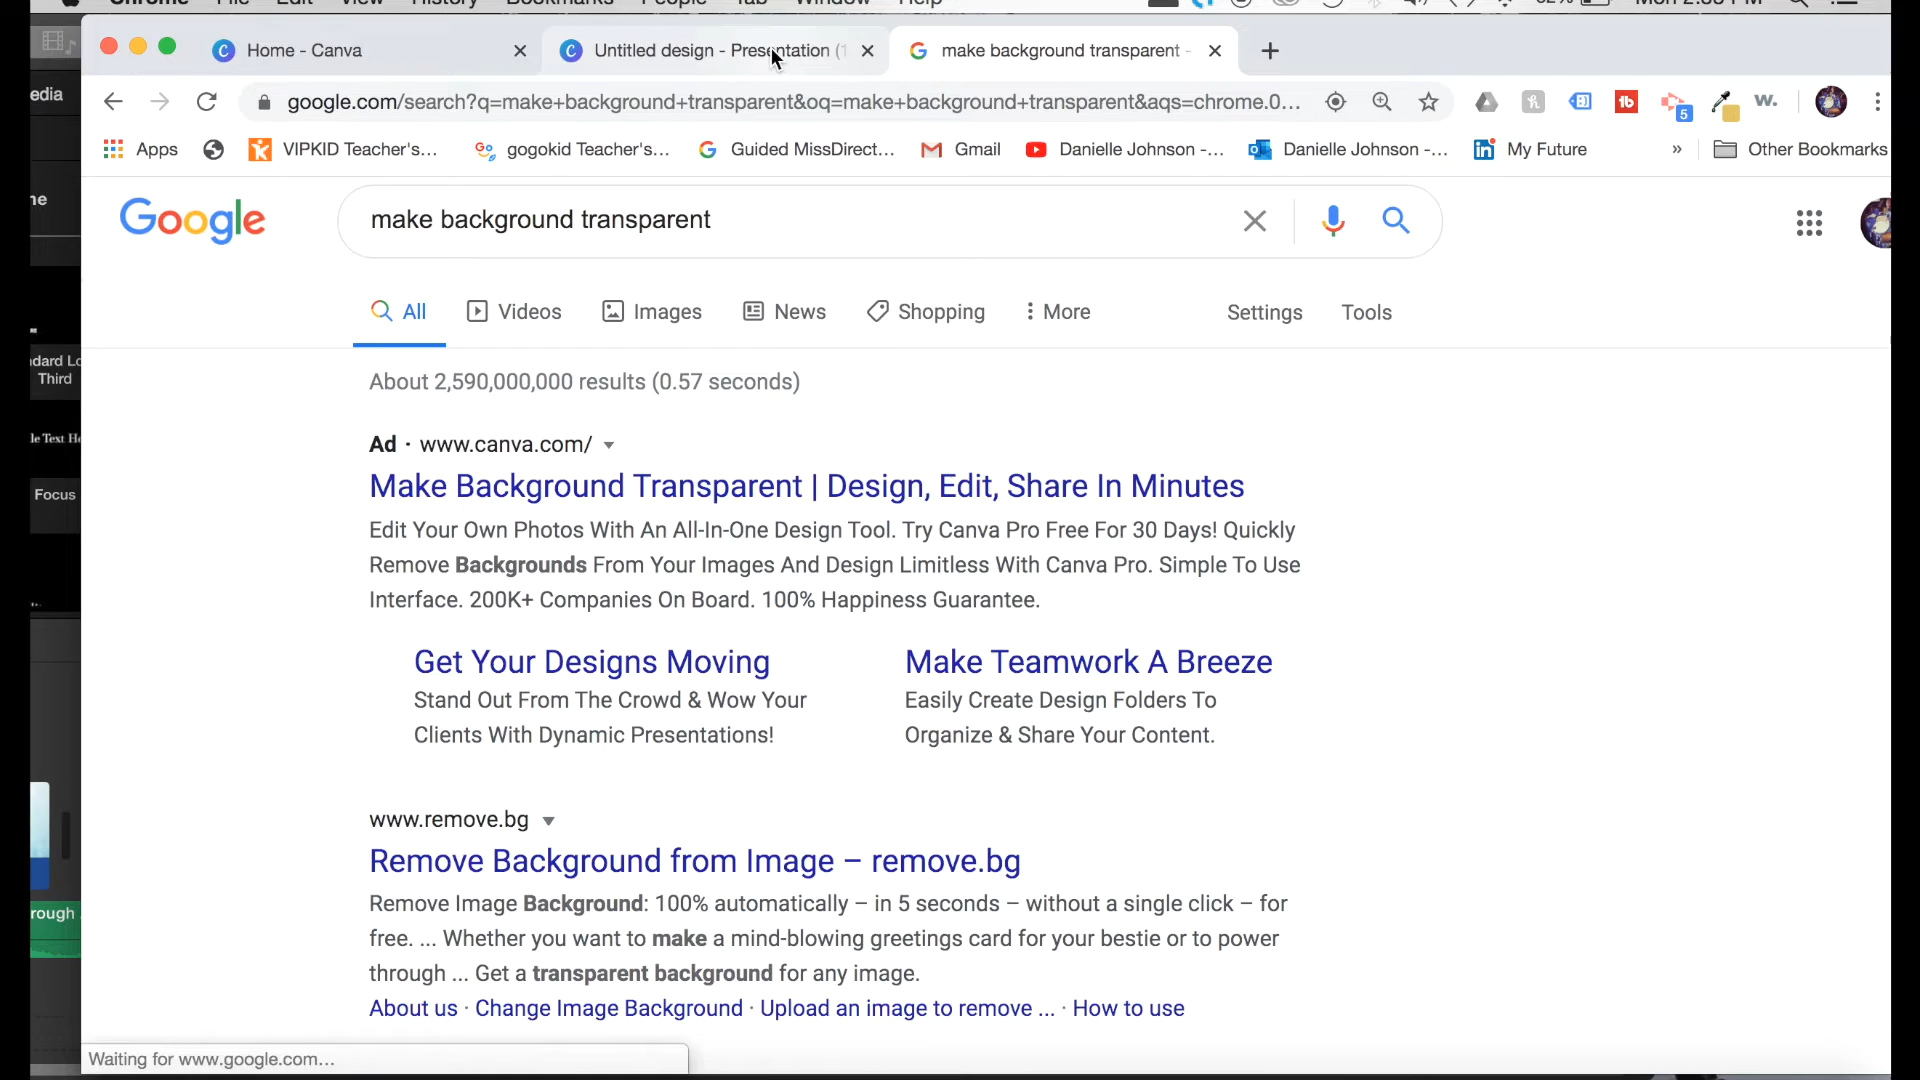 Home - Canva
Untitled design - Presentation (1
make background transparent -
google.com/search?q=make+background+transparent&oq=make+background+transparent&aqs=chrome.0...
5
Apps
VIPKID Teacher's...
gogokid Teacher's...
Guided MissDirect...
Gmail
Danielle Johnson -...
Danielle Johnson -...
My Future
»
Other Bookmarks
edia
Google
make background transparent
All
Videos
Images
News
Shopping
More
Settings
Tools
About 2,590,000,000 results (0.57 seconds)
Third
Ad · www.canva.com/
Make Background Transparent | Design, Edit, Share In Minutes
Edit Your Own Photos With An All-In-One Design Tool. Try Canva Pro Free For 30 Days! Quickly
Remove Backgrounds From Your Images And Design Limitless With Canva Pro. Simple To Use
Interface. 200K+ Companies On Board. 100% Happiness Guarantee.
Focus
Get Your Designs Moving
Stand Out From The Crowd & Wow Your
Clients With Dynamic Presentations!
Make Teamwork A Breeze
Easily Create Design Folders To
Organize & Share Your Content.
www.remove.bg
Remove Background from Image – remove.bg
Remove Image Background: 100% automatically – in 5 seconds – without a single click – for
free. ... Whether you want to make a mind-blowing greetings card for your bestie or to power
through ... Get a transparent background for any image.
About us · Change Image Background · Upload an image to remove ... · How to use
rough
Waiting for www.google.com...